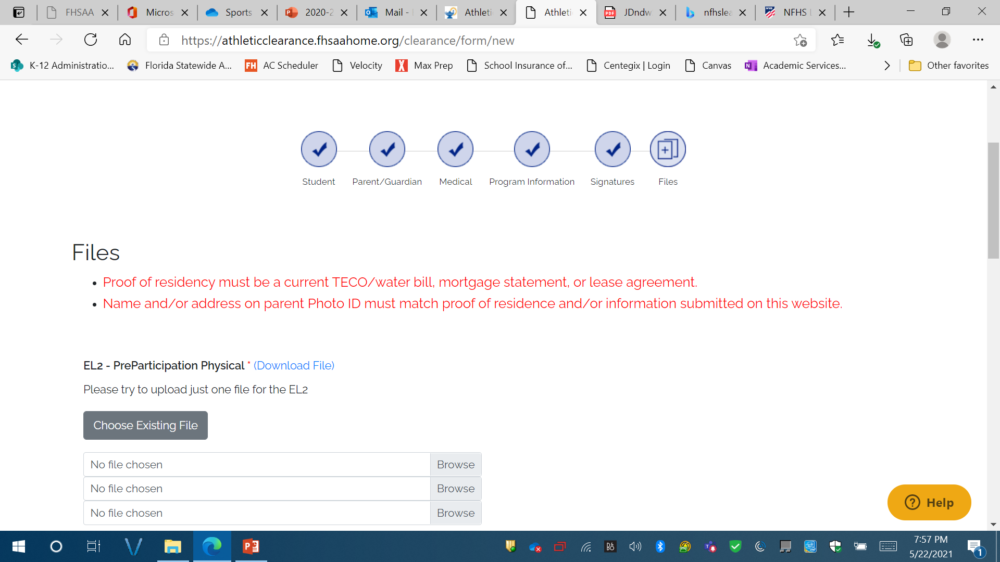 FHSAA
Micros
Sports
2020-2
Mail -
Athleti
Athleti
JDndw
nfhslea
NFHS L
https://athleticclearance.fhsaahome.org/clearance/form/new
K-12 Administratio...
Florida Statewide A...
FH AC Scheduler
Velocity
Max Prep
School Insurance of...
Centegix | Login
Canvas
Academic Services...
Other favorites
Student
Parent/Guardian
Medical
Program Information
Signatures
Files
Files
• Proof of residency must be a current TECO/water bill, mortgage statement, or lease agreement.
• Name and/or address on parent Photo ID must match proof of residence and/or information submitted on this website.
EL2 - PreParticipation Physical * (Download File)
Please try to upload just one file for the EL2
Choose Existing File
No file chosen Browse
No file chosen Browse
No file chosen Browse
Help
7:57 PM
5/22/2021
1